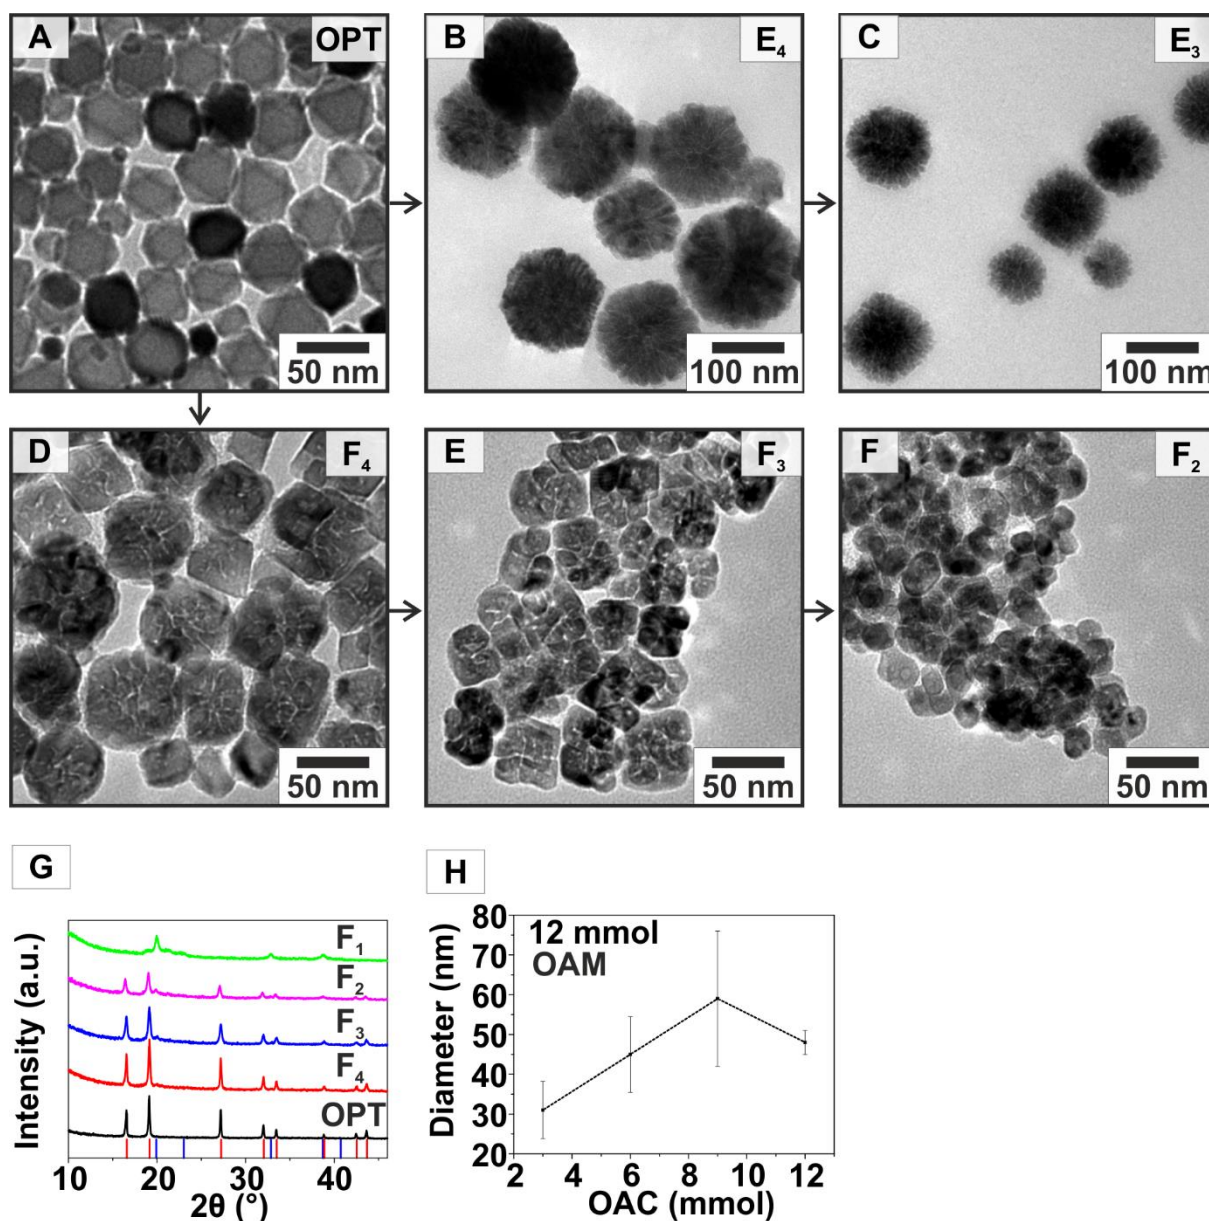 A OPT
50 nm
B E₄
100 nm
C E₃
100 nm
D F₄
50 nm
E F₃
50 nm
F F₂
50 nm
G
Intensity (a.u.)
F₁
F₂
F₃
F₄
OPT
10 20 30 40
2θ (°)
H
Diameter (nm)
80
70
60
50
40
30
20
12 mmol
OAM
2 4 6 8 10 12
OAC (mmol)